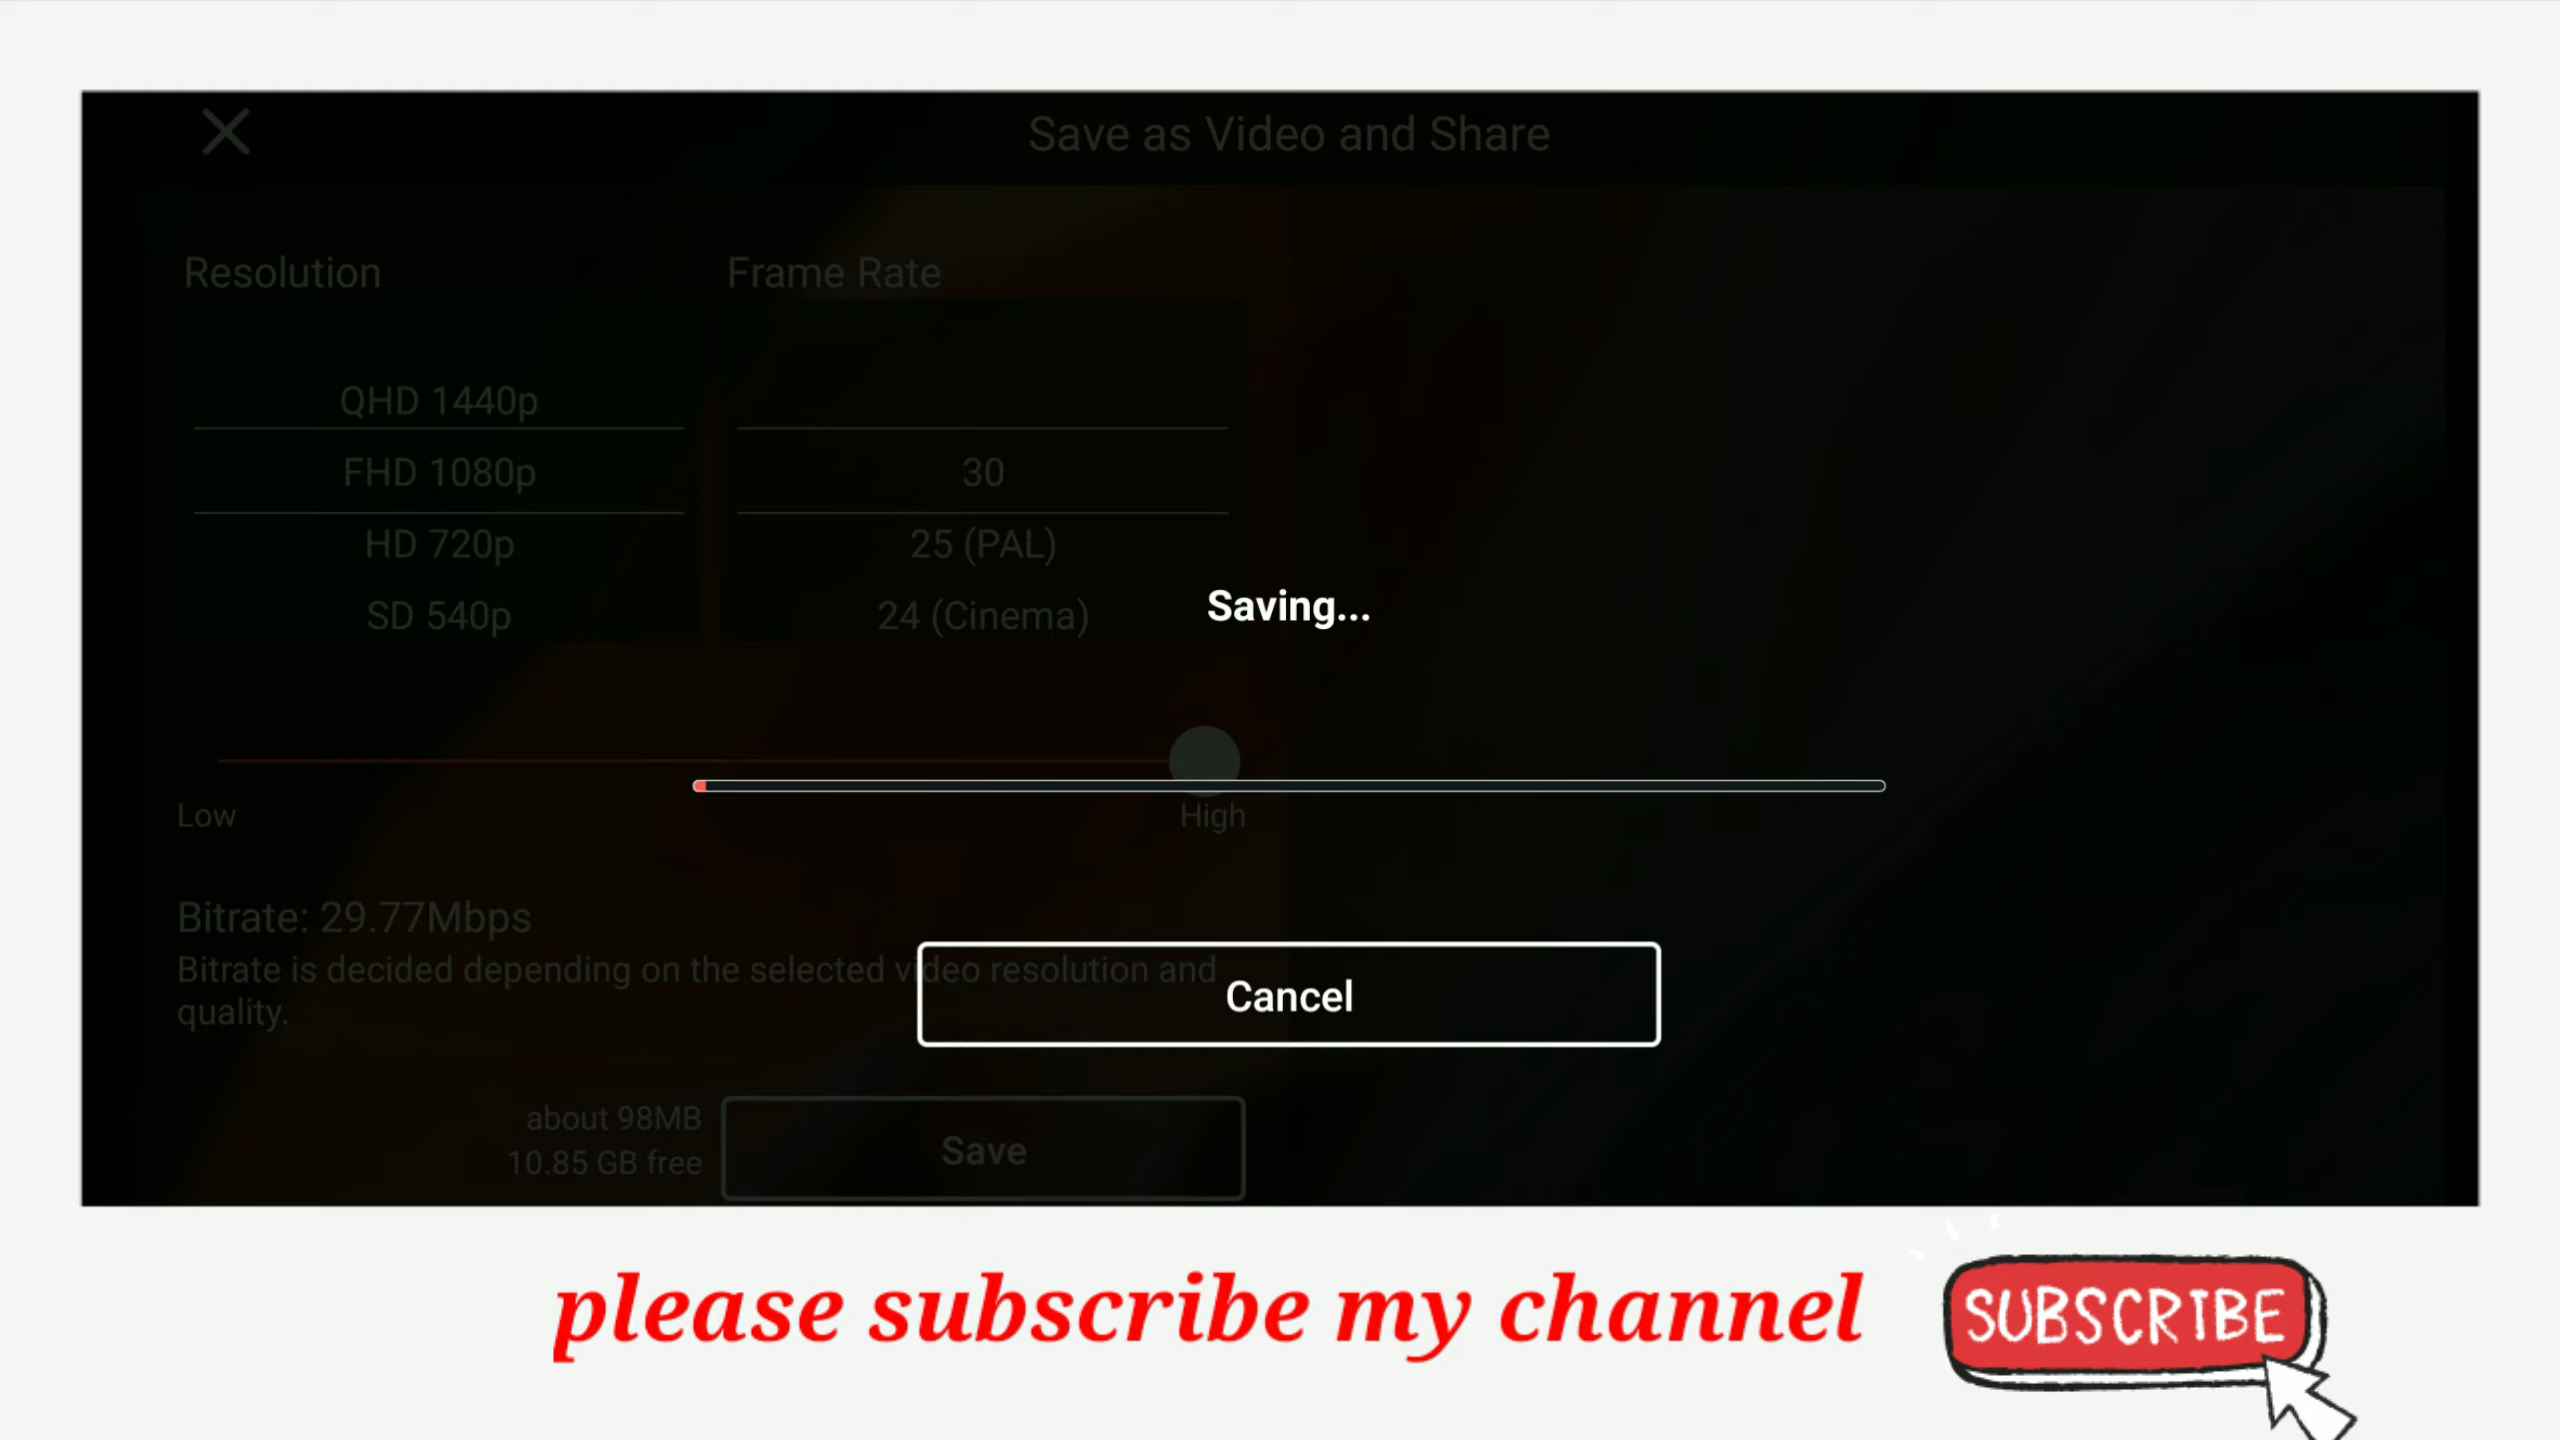 Save as Video and Share
Resolution
Frame Rate
QHD 1440p
FHD 1080p
30
HD 720p
25 (PAL)
SD 540p
24 (Cinema)
Saving...
Low
High
Bitrate: 29.77Mbps
Bitrate is decided depending on the selected video resolution and
quality.
Cancel
about 98MB
10.85 GB free
Save
please subscribe my channel
SUBSCRIBE